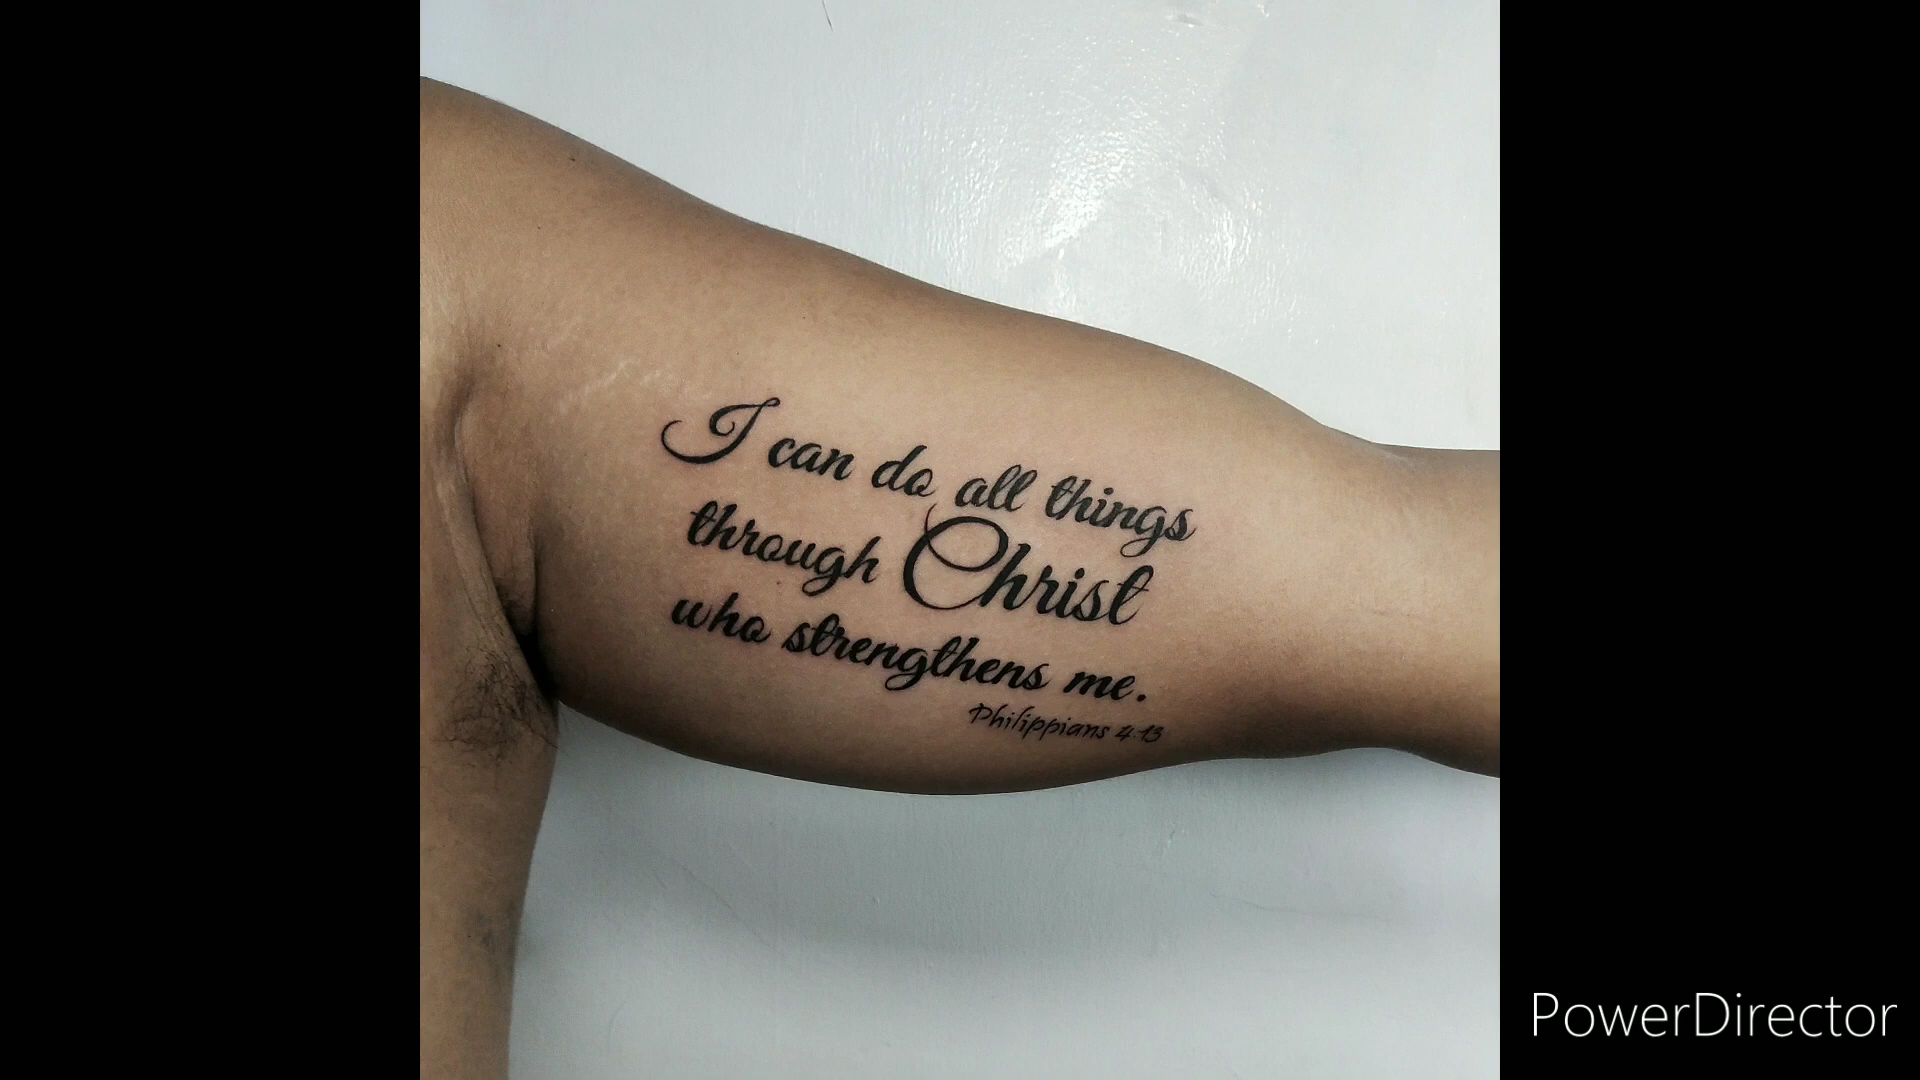 I can do all things
through Christ
who strengthens me.
Philippians 4:13
PowerDirector